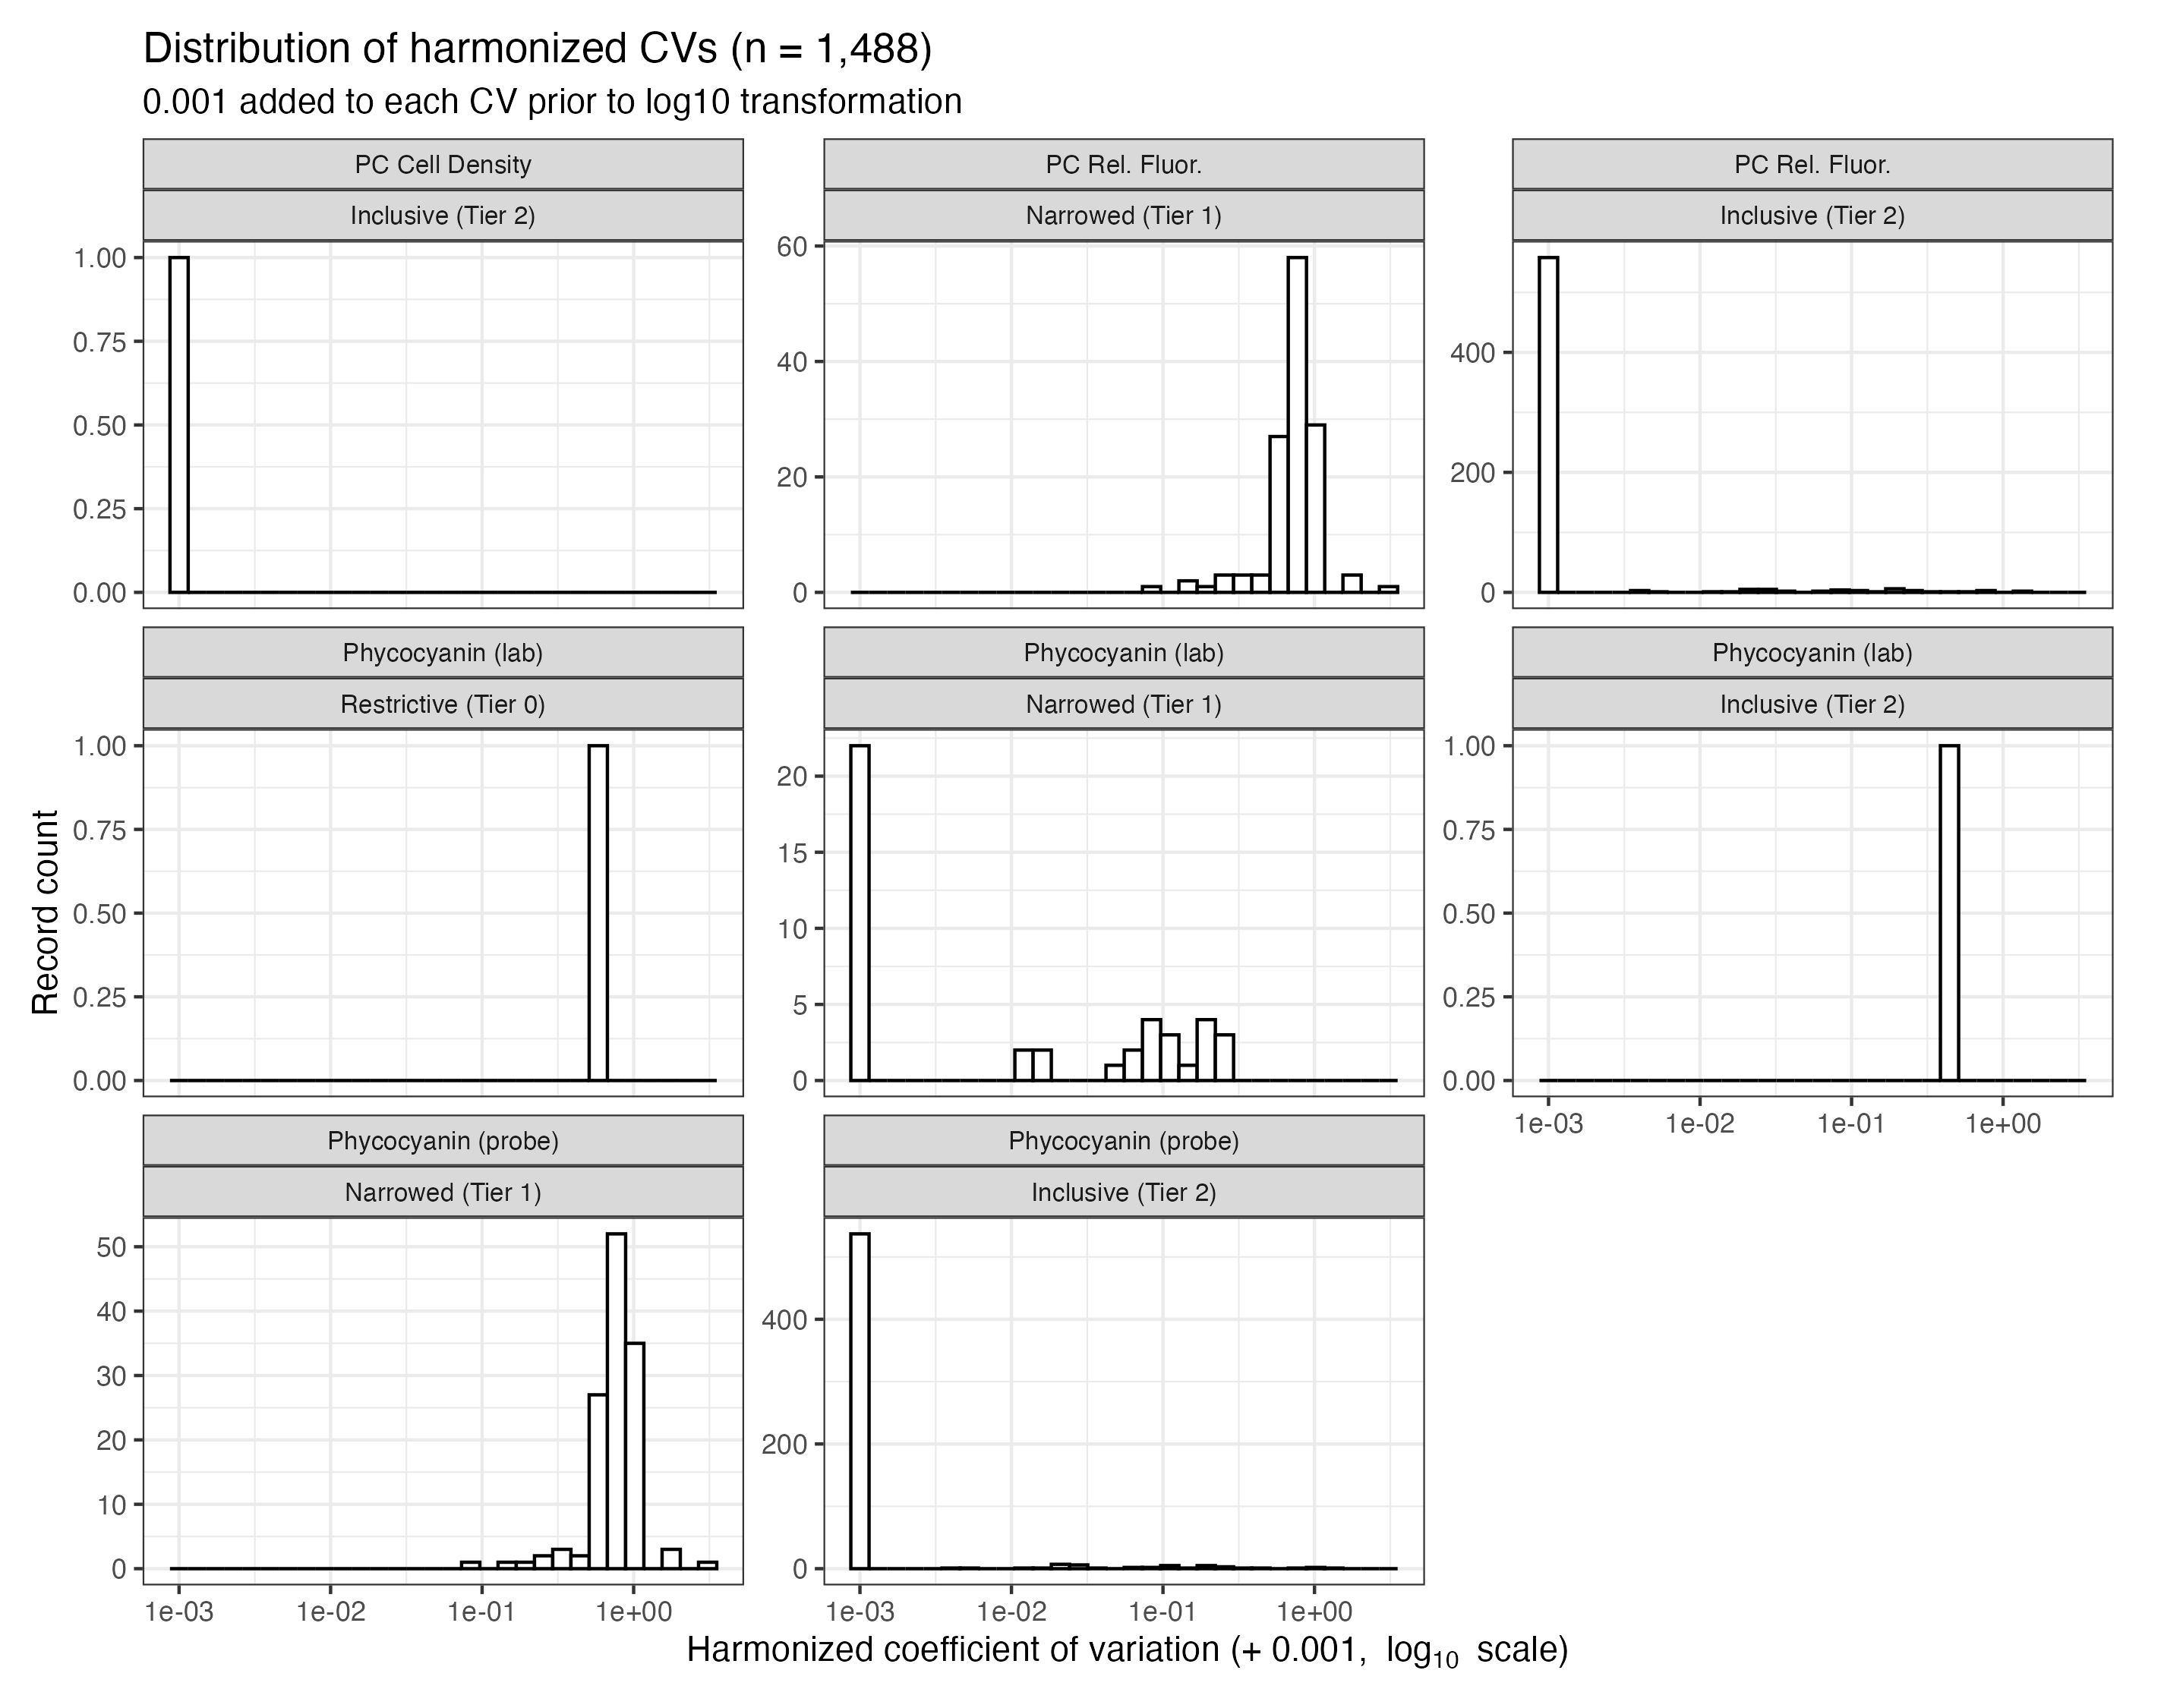 Distribution of harmonized CVs (n = 1,488)
0.001 added to each CV prior to log10 transformation
PC Cell Density
Inclusive (Tier 2)
1.00
0.75
0.50
0.25
0.00
PC Rel. Fluor.
Narrowed (Tier 1)
60
40
20
0
PC Rel. Fluor.
Inclusive (Tier 2)
400
200
0
Phycocyanin (lab)
Restrictive (Tier 0)
1.00
0.75
0.50
0.25
0.00
Phycocyanin (lab)
Narrowed (Tier 1)
20
15
10
5
0
Phycocyanin (lab)
Inclusive (Tier 2)
1.00
0.75
0.50
0.25
0.00
1e-03 1e-02 1e-01 1e+00
Record count
Phycocyanin (probe)
Narrowed (Tier 1)
50
40
30
20
10
0
1e-03 1e-02 1e-01 1e+00
Phycocyanin (probe)
Inclusive (Tier 2)
400
200
0
1e-03 1e-02 1e-01 1e+00
Harmonized coefficient of variation (+ 0.001, log10 scale)